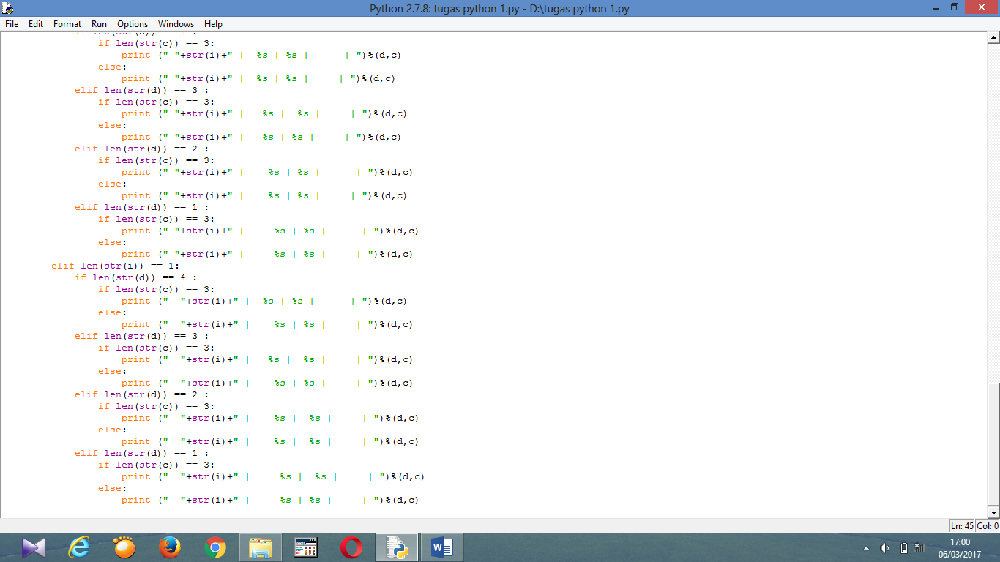 Python 2.7.8: tugas python 1.py - D:\tugas python 1.py
File Edit Format Run Options Windows Help
if len(str(d)) == 4 :
            if len(str(c)) == 3:
                print (" "+str(i)+" |  %s | %s |      | ")%(d,c)
            else:
                print (" "+str(i)+" |  %s | %s |     | ")%(d,c)
        elif len(str(d)) == 3 :
            if len(str(c)) == 3:
                print (" "+str(i)+" |   %s |  %s |     | ")%(d,c)
            else:
                print (" "+str(i)+" |   %s | %s |     | ")%(d,c)
        elif len(str(d)) == 2 :
            if len(str(c)) == 3:
                print (" "+str(i)+" |    %s | %s |      | ")%(d,c)
            else:
                print (" "+str(i)+" |    %s | %s |     | ")%(d,c)
        elif len(str(d)) == 1 :
            if len(str(c)) == 3:
                print (" "+str(i)+" |     %s | %s |      | ")%(d,c)
            else:
                print (" "+str(i)+" |     %s | %s |     | ")%(d,c)
    elif len(str(i)) == 1:
        if len(str(d)) == 4 :
            if len(str(c)) == 3:
                print ("  "+str(i)+" |  %s | %s |      | ")%(d,c)
            else:
                print ("  "+str(i)+" |    %s | %s |     | ")%(d,c)
        elif len(str(d)) == 3 :
            if len(str(c)) == 3:
                print ("  "+str(i)+" |   %s |  %s |     | ")%(d,c)
            else:
                print ("  "+str(i)+" |    %s | %s |     | ")%(d,c)
        elif len(str(d)) == 2 :
            if len(str(c)) == 3:
                print ("  "+str(i)+" |    %s |  %s |     | ")%(d,c)
            else:
                print ("  "+str(i)+" |    %s |  %s |     | ")%(d,c)
        elif len(str(d)) == 1 :
            if len(str(c)) == 3:
                print ("  "+str(i)+" |     %s |  %s |     | ")%(d,c)
            else:
                print ("  "+str(i)+" |     %s | %s |     | ")%(d,c)
Ln: 45 Col: 0
17:00
06/03/2017